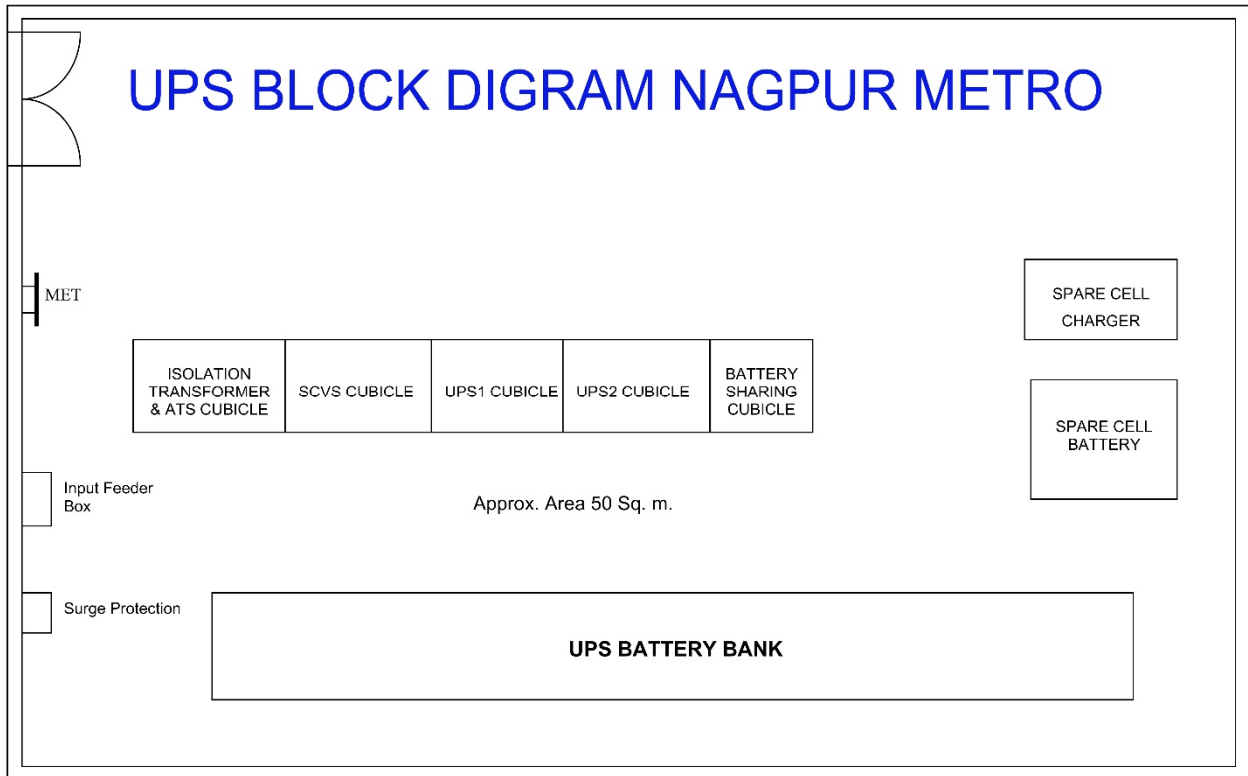 UPS BLOCK DIGRAM NAGPUR METRO
MET
SPARE CELL
CHARGER
ISOLATION
TRANSFORMER
& ATS CUBICLE
SCVS CUBICLE
UPS1 CUBICLE
UPS2 CUBICLE
BATTERY
SHARING
CUBICLE
SPARE CELL
BATTERY
Input Feeder
Box
Approx. Area 50 Sq. m.
Surge Protection
UPS BATTERY BANK